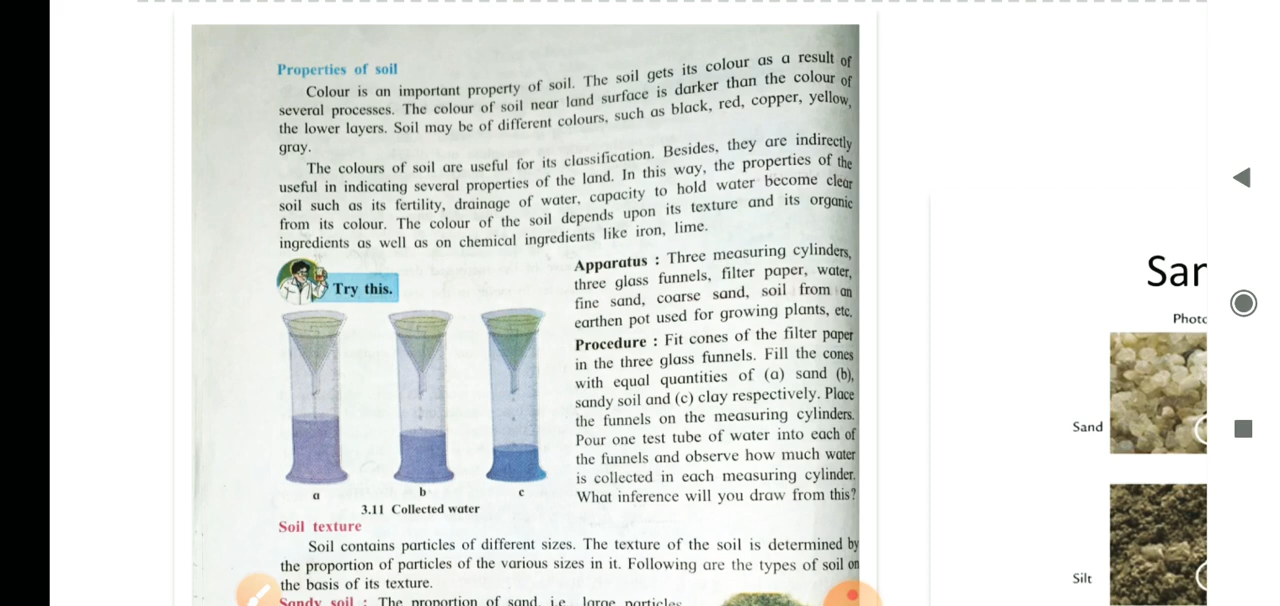 Properties of soil
Colour is an important property of soil. The soil gets its colour as a result of
several processes. The colour of soil near land surface is darker than the colour of
the lower layers. Soil may be of different colours, such as black, red, copper, yellow,
gray.
The colours of soil are useful for its classification. Besides, they are indirectly
useful in indicating several properties of the land. In this way, the properties of the
soil such as its fertility, drainage of water, capacity to hold water become clear
from its colour. The colour of the soil depends upon its texture and its organic
ingredients as well as on chemical ingredients like iron, lime.
Try this.
a
b
c
3.11 Collected water
Apparatus : Three measuring cylinders,
three glass funnels, filter paper, water,
fine sand, coarse sand, soil from an
earthen pot used for growing plants, etc.
Procedure : Fit cones of the filter paper
in the three glass funnels. Fill the cones
with equal quantities of (a) sand (b),
sandy soil and (c) clay respectively. Place
the funnels on the measuring cylinders.
Pour one test tube of water into each of
the funnels and observe how much water
is collected in each measuring cylinder.
What inference will you draw from this?
Soil texture
Soil contains particles of different sizes. The texture of the soil is determined by
the proportion of particles of the various sizes in it. Following are the types of soil on
the basis of its texture.
Sandy soil : The proportion of sand, i.e. large particles
Sar
Photo
Sand
Silt